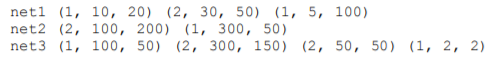 net1 (1, 10, 20) (2, 30, 50) (1, 5, 100)
net2 (2, 100, 200) (1, 300, 50)
net3 (1, 100, 50) (2, 300, 150) (2, 50, 50) (1, 2, 2)